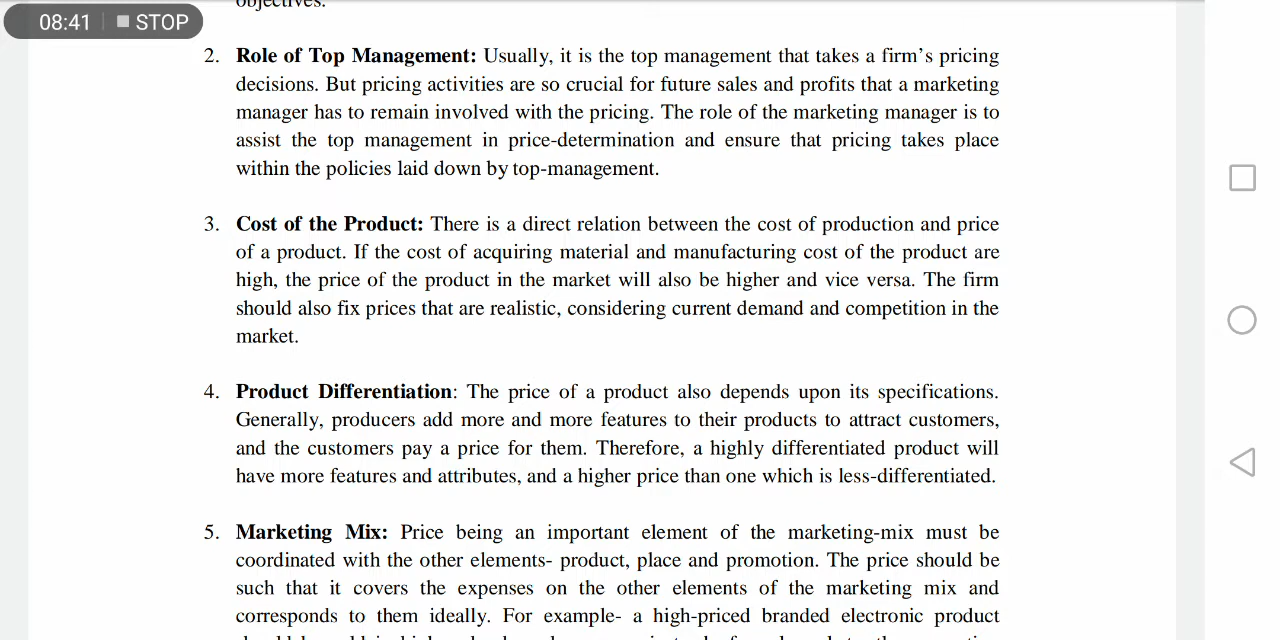 objectives.
08:41 STOP
2. Role of Top Management: Usually, it is the top management that takes a firm's pricing
decisions. But pricing activities are so crucial for future sales and profits that a marketing
manager has to remain involved with the pricing. The role of the marketing manager is to
assist the top management in price-determination and ensure that pricing takes place
within the policies laid down by top-management.
3. Cost of the Product: There is a direct relation between the cost of production and price
of a product. If the cost of acquiring material and manufacturing cost of the product are
high, the price of the product in the market will also be higher and vice versa. The firm
should also fix prices that are realistic, considering current demand and competition in the
market.
4. Product Differentiation: The price of a product also depends upon its specifications.
Generally, producers add more and more features to their products to attract customers,
and the customers pay a price for them. Therefore, a highly differentiated product will
have more features and attributes, and a higher price than one which is less-differentiated.
5. Marketing Mix: Price being an important element of the marketing-mix must be
coordinated with the other elements- product, place and promotion. The price should be
such that it covers the expenses on the other elements of the marketing mix and
corresponds to them ideally. For example- a high-priced branded electronic product